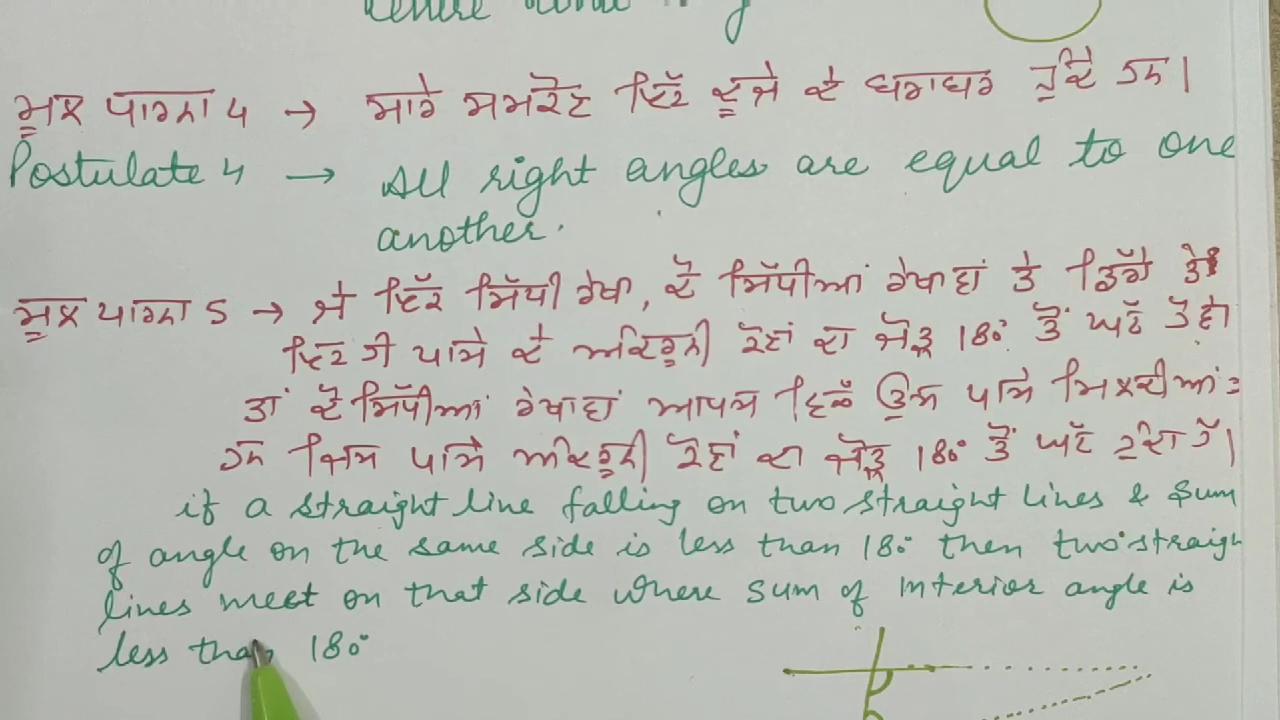 ਮੂਲ ਧਾਰਨਾ 4 → ਸਾਰੇ ਸਮਕੋਣ ਇੱਕ ਦੂਜੇ ਦੇ ਬਰਾਬਰ ਹੁੰਦੇ ਹਨ।
Postulate 4 → All right angles are equal to one
another.
ਮੂਲ ਧਾਰਨਾ 5 → ਜੇ ਇੱਕ ਸਿੱਧੀ ਰੇਖਾ, ਦੋ ਸਿੱਧੀਆਂ ਰੇਖਾਵਾਂ ਤੇ ਡਿੱਗੇ ਤੇ
ਇਕ ਹੀ ਪਾਸੇ ਦੇ ਅੰਦਰੂਨੀ ਕੋਣਾਂ ਦਾ ਜੋੜ 180° ਤੋਂ ਘੱਟ ਹੋਵੇ
ਤਾਂ ਦੋ ਸਿੱਧੀਆਂ ਰੇਖਾਵਾਂ ਆਪਸ ਵਿੱਚ ਉਸ ਪਾਸੇ ਮਿਲਦੀਆਂ
ਹਨ ਜਿਸ ਪਾਸੇ ਅੰਦਰੂਨੀ ਕੋਣਾਂ ਦਾ ਜੋੜ 180° ਤੋਂ ਘੱਟ ਹੁੰਦਾ ਹੈ।
if a straight line falling on two straight lines & sum
of angle on the same side is less than 180° then two straigh
lines meet on that side where sum of interior angle is
less than 180°